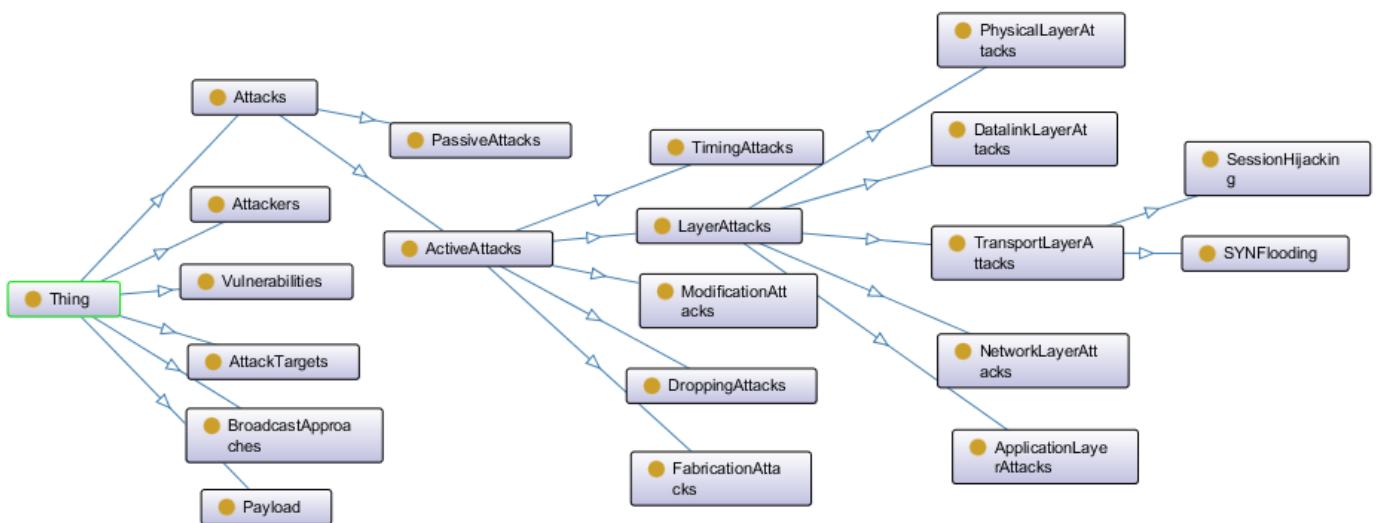 Thing
Attacks
Attackers
Vulnerabilities
AttackTargets
BroadcastApproa
ches
Payload
PassiveAttacks
ActiveAttacks
TimingAttacks
LayerAttacks
ModificationAtt
acks
DroppingAttacks
FabricationAtta
cks
PhysicalLayerAt
tacks
DatalinkLayerAt
tacks
TransportLayerA
ttacks
NetworkLayerAtt
acks
ApplicationLaye
rAttacks
SessionHijackin
g
SYNFlooding